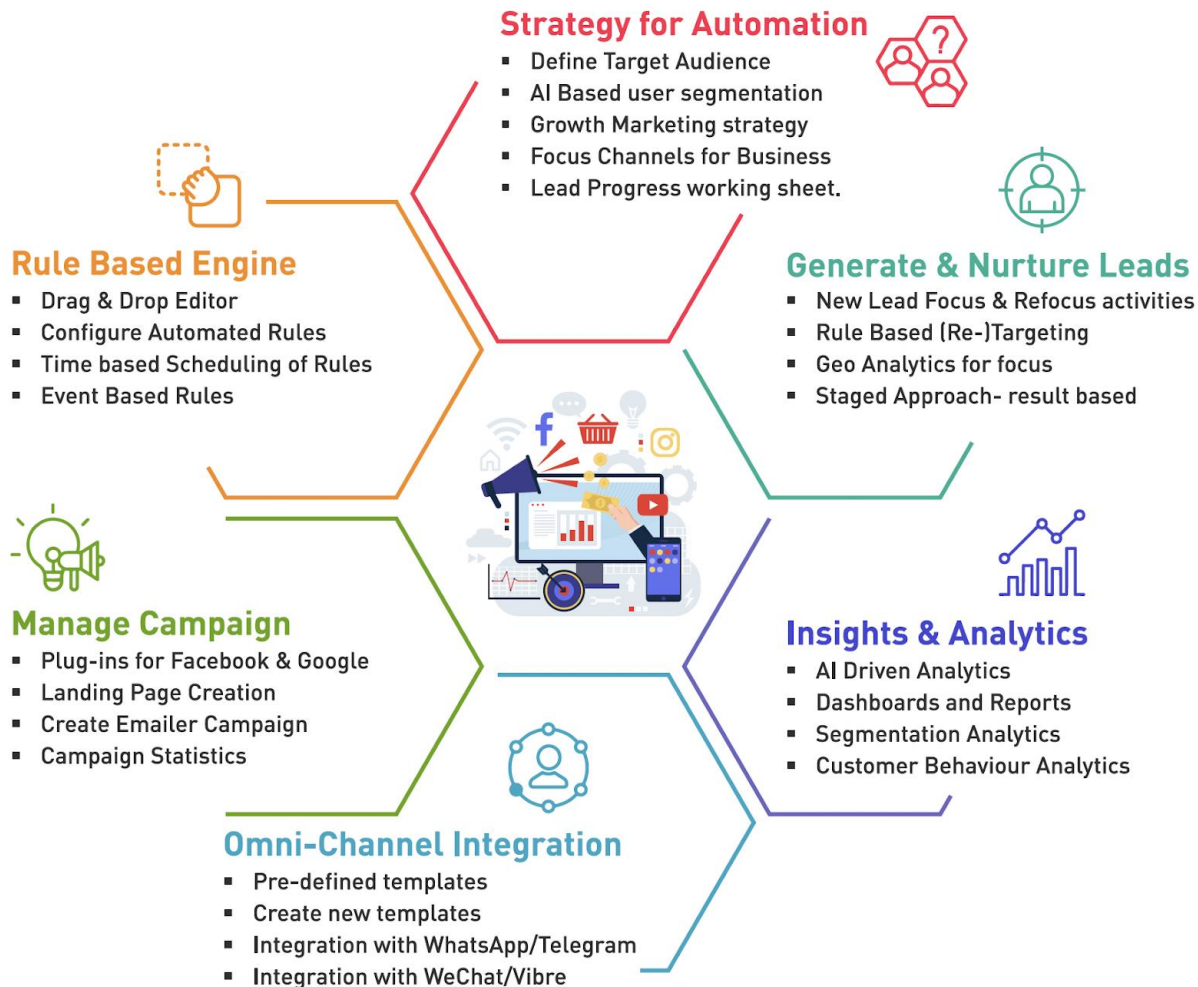 Strategy for Automation
▪ Define Target Audience
▪ AI Based user segmentation
▪ Growth Marketing strategy
▪ Focus Channels for Business
▪ Lead Progress working sheet.
?
Rule Based Engine
▪ Drag & Drop Editor
▪ Configure Automated Rules
▪ Time based Scheduling of Rules
▪ Event Based Rules
Generate & Nurture Leads
▪ New Lead Focus & Refocus activities
▪ Rule Based (Re-)Targeting
▪ Geo Analytics for focus
▪ Staged Approach- result based
Manage Campaign
▪ Plug-ins for Facebook & Google
▪ Landing Page Creation
▪ Create Emailer Campaign
▪ Campaign Statistics
Insights & Analytics
▪ AI Driven Analytics
▪ Dashboards and Reports
▪ Segmentation Analytics
▪ Customer Behaviour Analytics
Omni-Channel Integration
▪ Pre-defined templates
▪ Create new templates
▪ Integration with WhatsApp/Telegram
▪ Integration with WeChat/Vibre